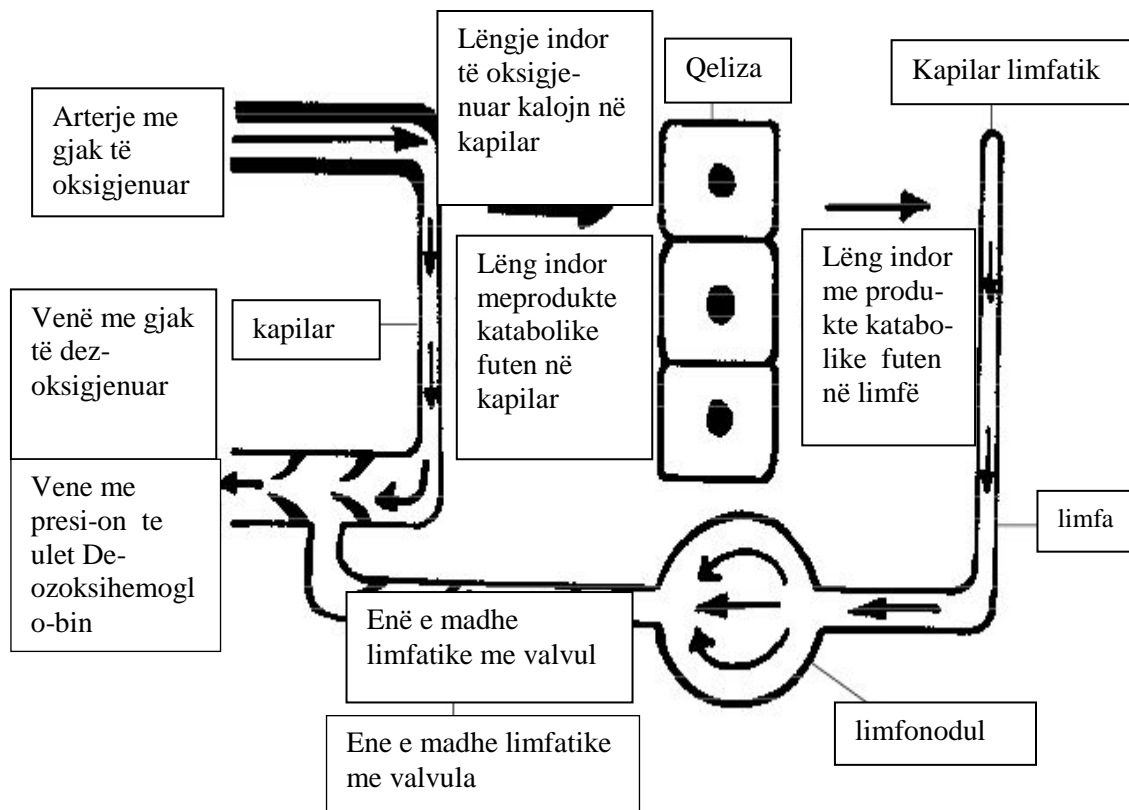 Arterje me
gjak të
oksigjenuar
Lëngje indor
të oksigje-
nuar kalojn në
kapilar
Qeliza
Kapilar limfatik
Venë me gjak
të dez-
oksigjenuar
kapilar
Lëng indor
meprodukte
katabolike
futen në
kapilar
Lëng indor
me produ-
kte katabo-
like  futen
në limfë
Vene me
presi-on  te
ulet De-
ozoksihemogl
o-bin
limfa
Enë e madhe
limfatike me valvul
Ene e madhe limfatike
me valvula
limfonodul